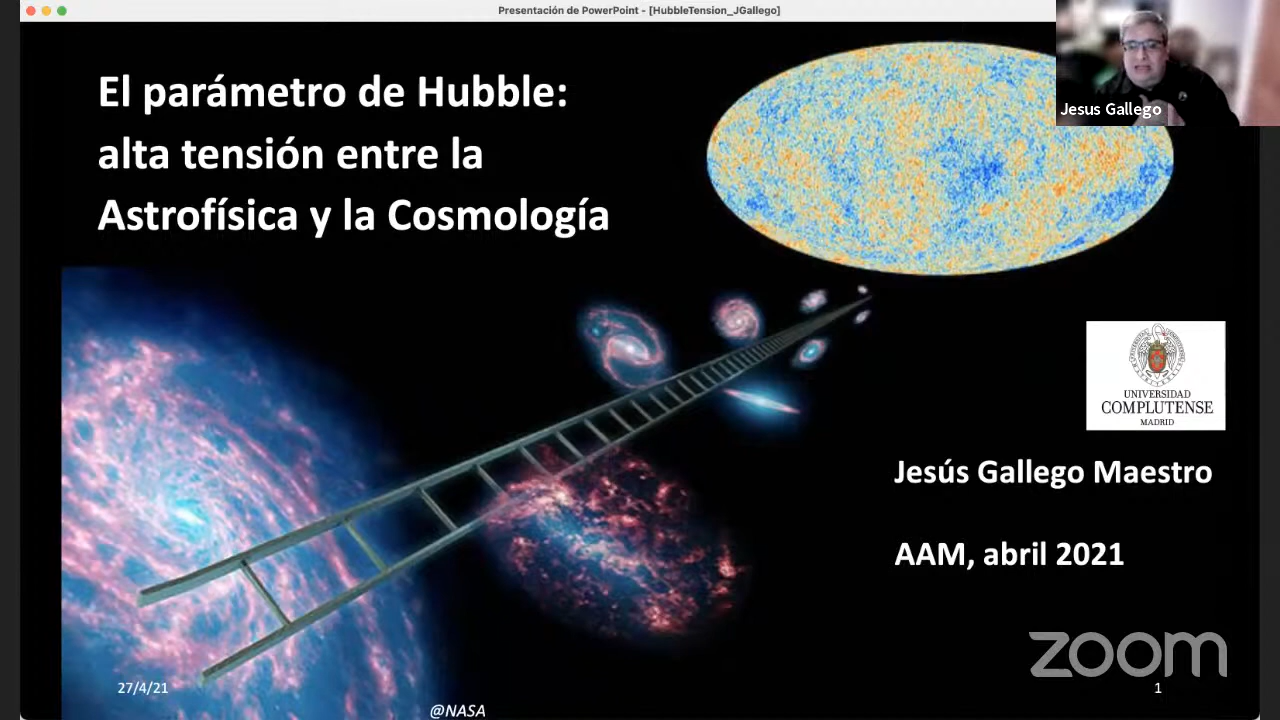 Presentación de PowerPoint - [HubbleTension_JGallego]
Jesus Gallego
El parámetro de Hubble:
alta tensión entre la
Astrofísica y la Cosmología
UNIVERSIDAD
COMPLUTENSE
MADRID
Jesús Gallego Maestro
AAM, abril 2021
zoom
27/4/21
1
@NASA